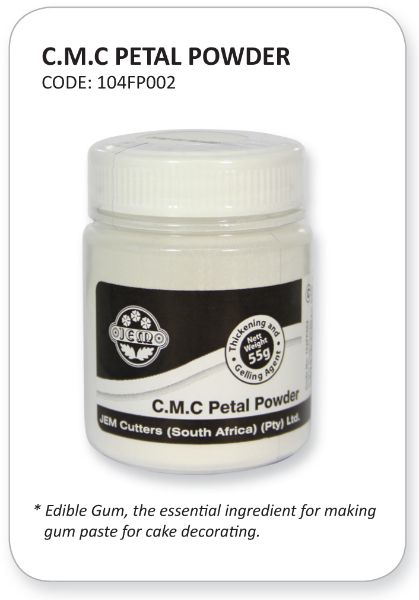 C.M.C PETAL POWDER
CODE: 104FP002
JEM
Thickening and
Gelling Agent
Nett
Weight
55g
C.M.C Petal Powder
JEM Cutters (South Africa) (Pty) Ltd.
* Edible Gum, the essential ingredient for making
gum paste for cake decorating.